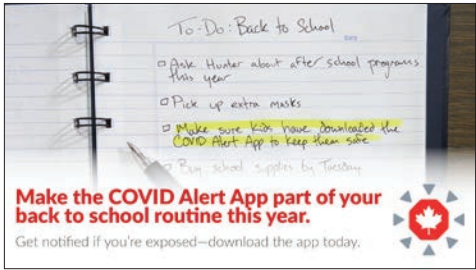 To-Do: Back to School
Date
□ Ask Hunter about after school programs
this year
□ Pick up extra masks
□ Make sure kids have downloaded the
COVID Alert App to keep them safe
□ Buy school supplies by Tuesday
Make the COVID Alert App part of your
back to school routine this year.
Get notified if you're exposed—download the app today.